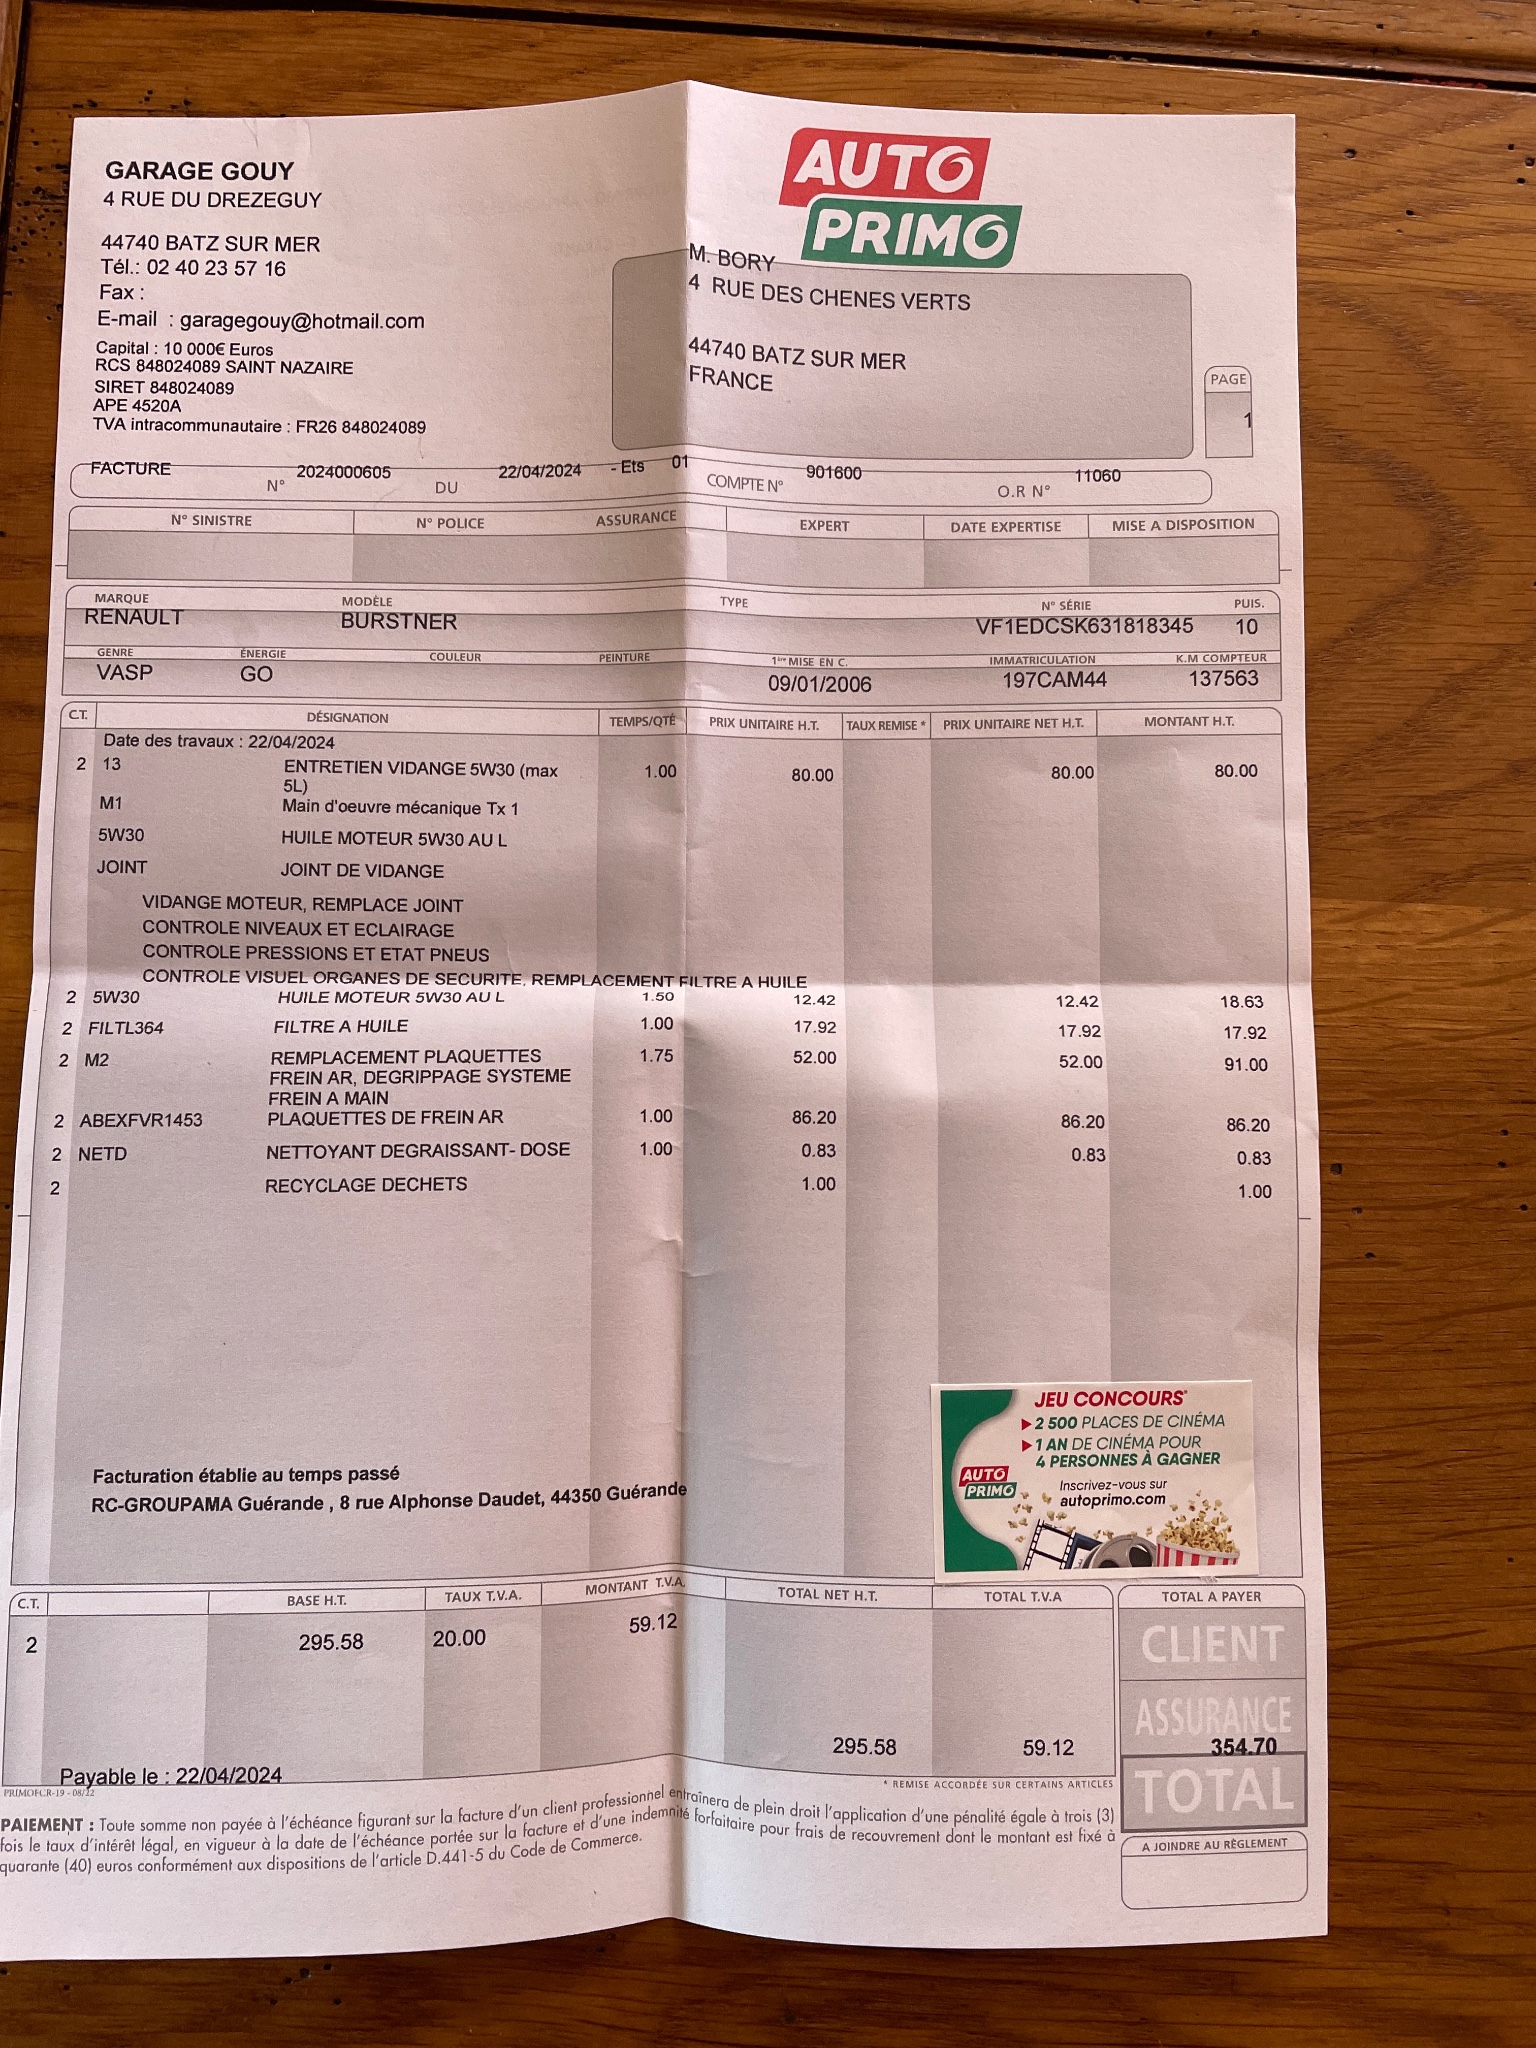 GARAGE GOUY
4 RUE DU DREZEGUY
44740 BATZ SUR MER
Tél.: 02 40 23 57 16
Fax :
E-mail : garagegouy@hotmail.com
Capital : 10 000€ Euros
RCS 848024089 SAINT NAZAIRE
SIRET 848024089
APE 4520A
TVA intracommunautaire : FR26 848024089
AUTO
PRIMO
M. BORY
4 RUE DES CHENES VERTS
44740 BATZ SUR MER
FRANCE
PAGE
1
FACTURE N° 2024000605 DU 22/04/2024 - Ets 01 COMPTE N° 901600 O.R N° 11060
N° SINISTRE N° POLICE ASSURANCE EXPERT DATE EXPERTISE MISE A DISPOSITION
MARQUE MODÈLE TYPE N° SÉRIE PUIS.
RENAULT BURSTNER VF1EDCSK631818345 10
GENRE ÉNERGIE COULEUR PEINTURE 1ère MISE EN C. IMMATRICULATION K.M COMPTEUR
VASP GO 09/01/2006 197CAM44 137563
C.T. DÉSIGNATION TEMPS/QTÉ PRIX UNITAIRE H.T. TAUX REMISE * PRIX UNITAIRE NET H.T. MONTANT H.T.
Date des travaux : 22/04/2024
2 13 ENTRETIEN VIDANGE 5W30 (max 1.00 80.00 80.00 80.00
5L)
M1 Main d'oeuvre mécanique Tx 1
5W30 HUILE MOTEUR 5W30 AU L
JOINT JOINT DE VIDANGE
VIDANGE MOTEUR, REMPLACE JOINT
CONTROLE NIVEAUX ET ECLAIRAGE
CONTROLE PRESSIONS ET ETAT PNEUS
CONTROLE VISUEL ORGANES DE SECURITE, REMPLACEMENT FILTRE A HUILE
2 5W30 HUILE MOTEUR 5W30 AU L 1.50 12.42 12.42 18.63
2 FILTL364 FILTRE A HUILE 1.00 17.92 17.92 17.92
2 M2 REMPLACEMENT PLAQUETTES 1.75 52.00 52.00 91.00
FREIN AR, DEGRIPPAGE SYSTEME
FREIN A MAIN
2 ABEXFVR1453 PLAQUETTES DE FREIN AR 1.00 86.20 86.20 86.20
2 NETD NETTOYANT DEGRAISSANT- DOSE 1.00 0.83 0.83 0.83
2 RECYCLAGE DECHETS 1.00 1.00
JEU CONCOURS*
2 500 PLACES DE CINÉMA
1 AN DE CINÉMA POUR
4 PERSONNES À GAGNER
AUTO
PRIMO
Inscrivez-vous sur
autoprimo.com
Facturation établie au temps passé
RC-GROUPAMA Guérande , 8 rue Alphonse Daudet, 44350 Guérande
C.T. BASE H.T. TAUX T.V.A. MONTANT T.V.A. TOTAL NET H.T. TOTAL T.V.A TOTAL A PAYER
2 295.58 20.00 59.12
CLIENT
ASSURANCE
295.58 59.12 354.70
TOTAL
Payable le : 22/04/2024
PRIMOFCR-19 - 08/22
* REMISE ACCORDÉE SUR CERTAINS ARTICLES
PAIEMENT : Toute somme non payée à l'échéance figurant sur la facture d'un client professionnel entraînera de plein droit l'application d'une pénalité égale à trois (3)
fois le taux d'intérêt légal, en vigueur à la date de l'échéance portée sur la facture et d'une indemnité forfaitaire pour frais de recouvrement dont le montant est fixé à
quarante (40) euros conformément aux dispositions de l'article D.441-5 du Code de Commerce.
A JOINDRE AU RÈGLEMENT